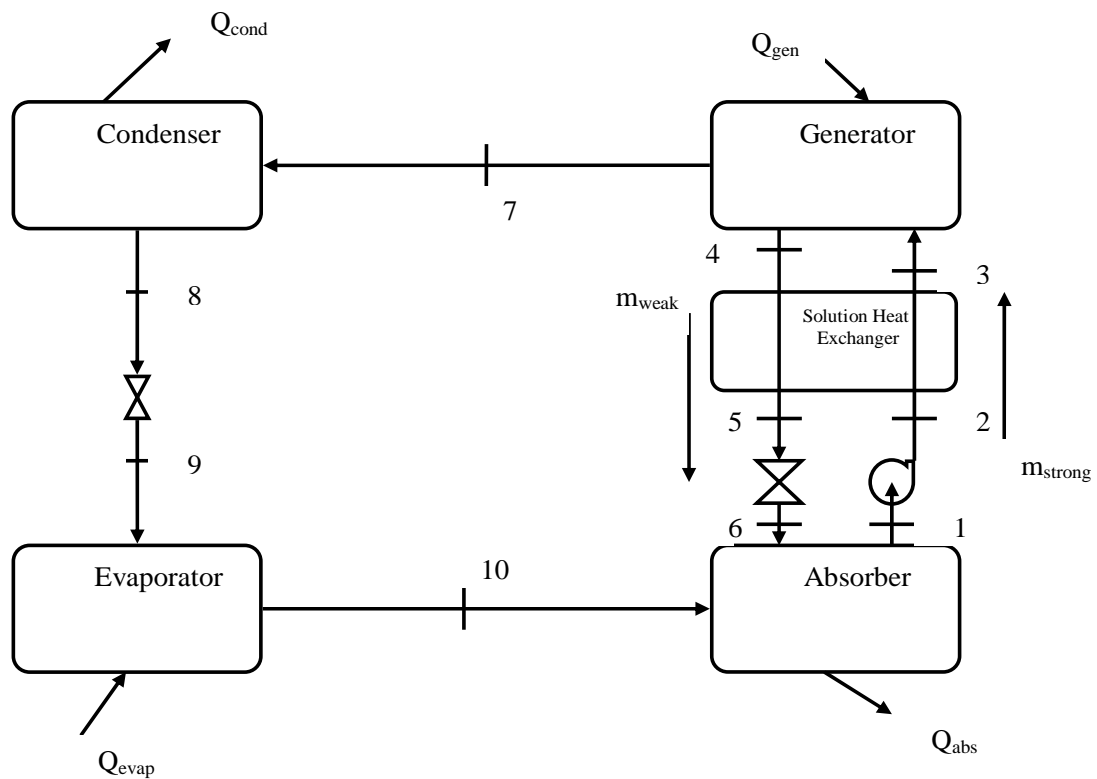 Q_cond
Q_gen
Condenser
Generator
7
4
3
8
m_weak
Solution Heat
Exchanger
5
2
9
m_strong
6
1
Evaporator
10
Absorber
Q_evap
Q_abs